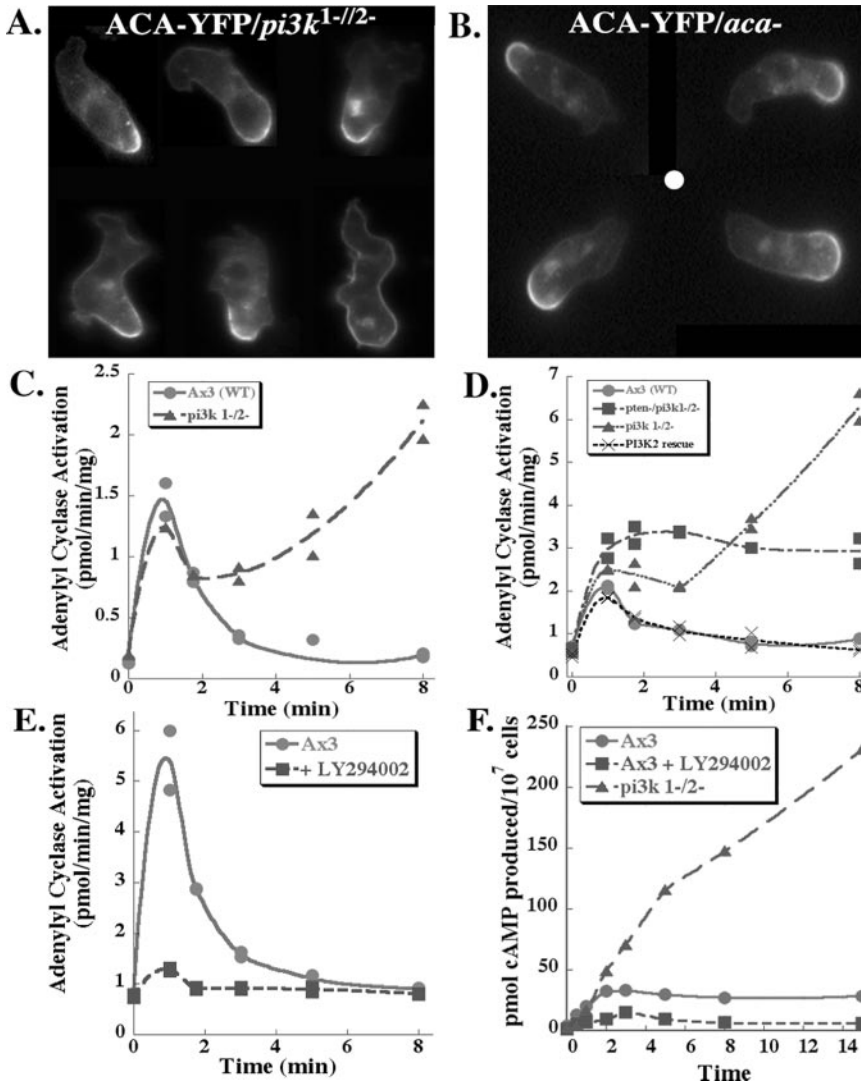 A.
ACA-YFP/pi3k1-//2-
B.
ACA-YFP/aca-
C.
Adenylyl Cyclase Activation
(pmol/min/mg)
2.5
2
1.5
1
0.5
0
Ax3 (WT)
pi3k 1-/2-
0 2 4 6 8
Time (min)
D.
Adenylyl Cyclase Activation
(pmol/min/mg)
7
6
5
4
3
2
1
0
Ax3 (WT)
pten-/pi3k1-/2-
pi3k 1-/2-
PI3K2 rescue
0 2 4 6 8
Time (min)
E.
Adenylyl Cyclase Activation
(pmol/min/mg)
6
5
4
3
2
1
0
Ax3
+ LY294002
0 2 4 6 8
Time (min)
F.
pmol cAMP produced/10⁷ cells
250
200
150
100
50
0
Ax3
Ax3 + LY294002
pi3k 1-/2-
0 2 4 6 8 10 12 14
Time